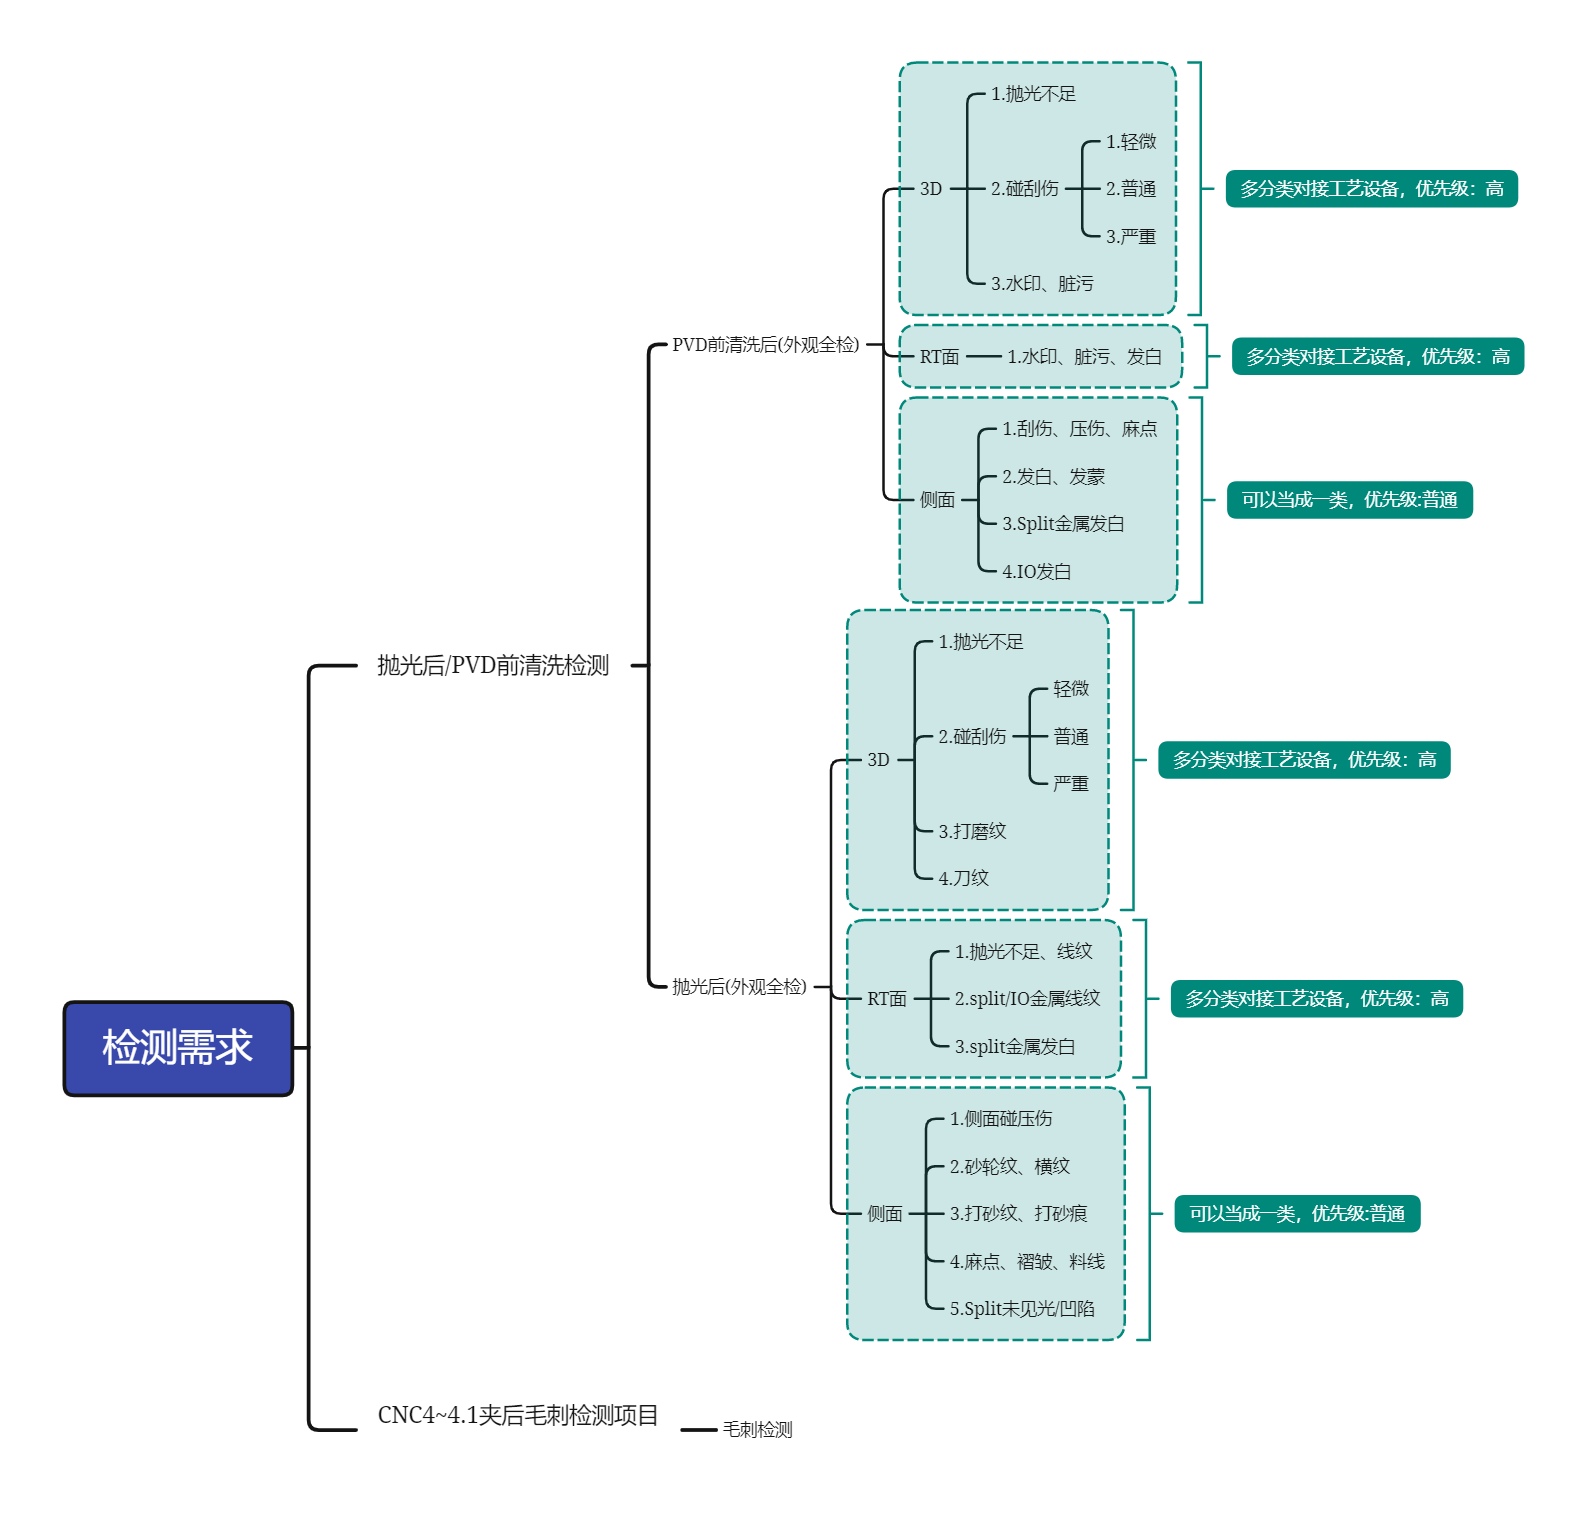 检测需求
抛光后/PVD前清洗检测
PVD前清洗后(外观全检)
3D
1.抛光不足
2.碰刮伤
1.轻微
2.普通
3.严重
3.水印、脏污
多分类对接工艺设备，优先级：高
RT面
1.水印、脏污、发白
多分类对接工艺设备，优先级：高
侧面
1.刮伤、压伤、麻点
2.发白、发蒙
3.Split金属发白
4.IO发白
可以当成一类，优先级:普通
抛光后(外观全检)
3D
1.抛光不足
2.碰刮伤
轻微
普通
严重
3.打磨纹
4.刀纹
多分类对接工艺设备，优先级：高
RT面
1.抛光不足、线纹
2.split/IO金属线纹
3.split金属发白
多分类对接工艺设备，优先级：高
侧面
1.侧面碰压伤
2.砂轮纹、横纹
3.打砂纹、打砂痕
4.麻点、褶皱、料线
5.Split未见光/凹陷
可以当成一类，优先级:普通
CNC4~4.1夹后毛刺检测项目
毛刺检测